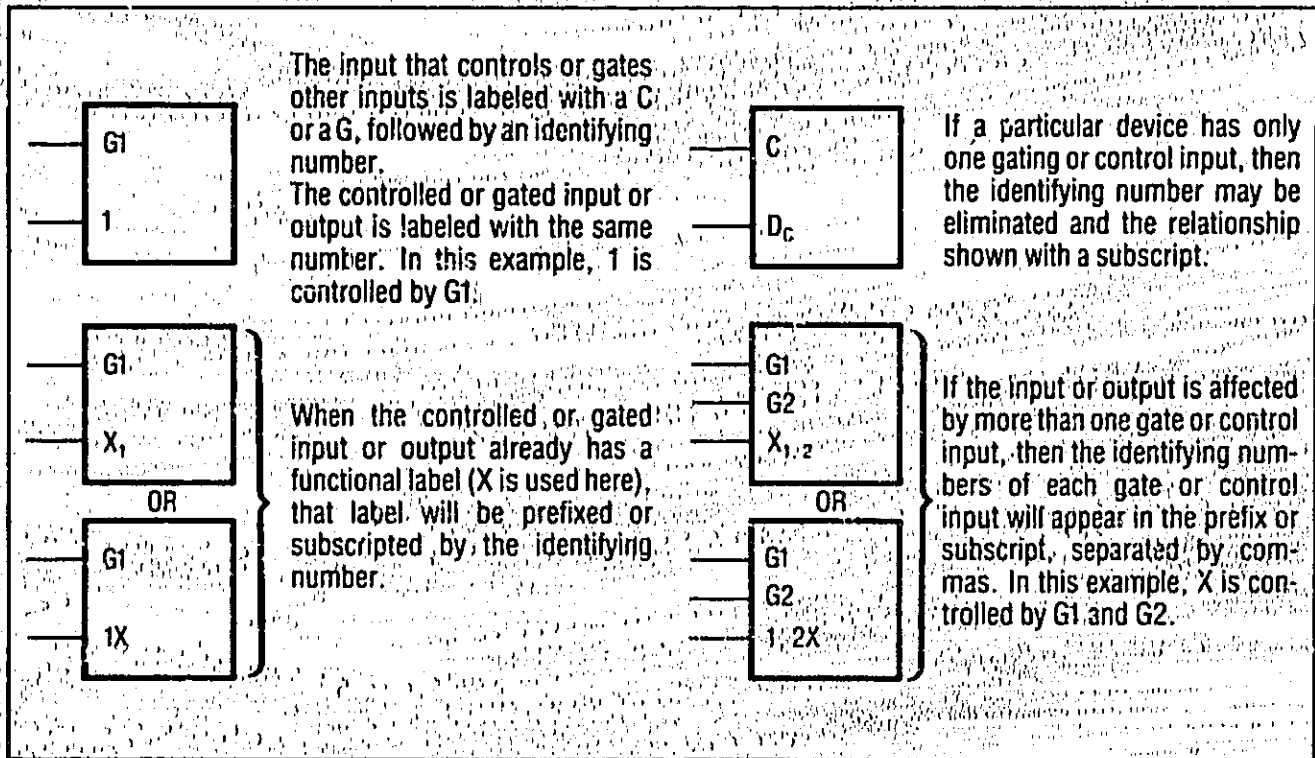 G1
1
The input that controls or gates
other inputs is labeled with a C
or a G, followed by an identifying
number.
The controlled or gated input or
output is labeled with the same
number. In this example, 1 is
controlled by G1.
C
D_C
If a particular device has only
one gating or control input, then
the identifying number may be
eliminated and the relationship
shown with a subscript.
G1
X₁
OR
G1
1X
When the controlled or gated
input or output already has a
functional label (X is used here),
that label will be prefixed or
subscripted by the identifying
number.
G1
G2
X₁,₂
OR
G1
G2
1, 2X
If the input or output is affected
by more than one gate or control
input, then the identifying num-
bers of each gate or control
input will appear in the prefix or
subscript, separated by com-
mas. In this example, X is con-
trolled by G1 and G2.